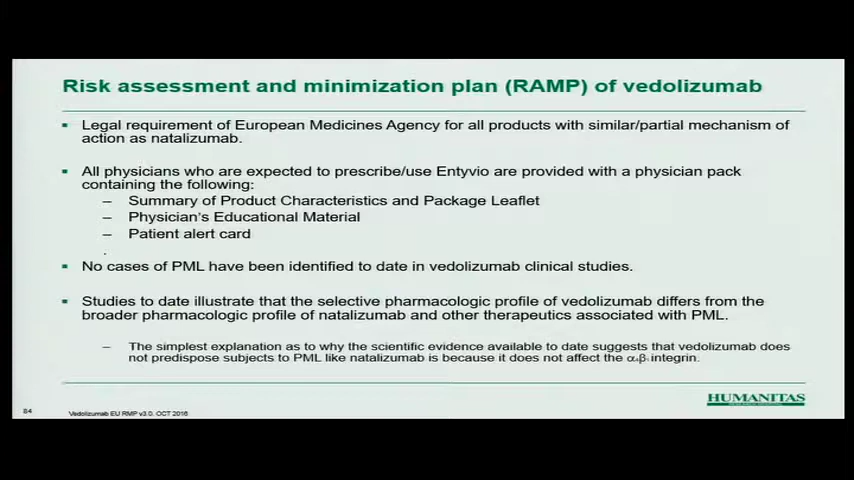 Risk assessment and minimization plan (RAMP) of vedolizumab
▪ Legal requirement of European Medicines Agency for all products with similar/partial mechanism of
action as natalizumab.
▪ All physicians who are expected to prescribe/use Entyvio are provided with a physician pack
containing the following:
– Summary of Product Characteristics and Package Leaflet
– Physician's Educational Material
– Patient alert card
.
▪ No cases of PML have been identified to date in vedolizumab clinical studies.
▪ Studies to date illustrate that the selective pharmacologic profile of vedolizumab differs from the
broader pharmacologic profile of natalizumab and other therapeutics associated with PML.
– The simplest explanation as to why the scientific evidence available to date suggests that vedolizumab does
not predispose subjects to PML like natalizumab is because it does not affect the α₄β₁ integrin.
HUMANITAS
84
Vedolizumab EU RMP v3.0. OCT 2016